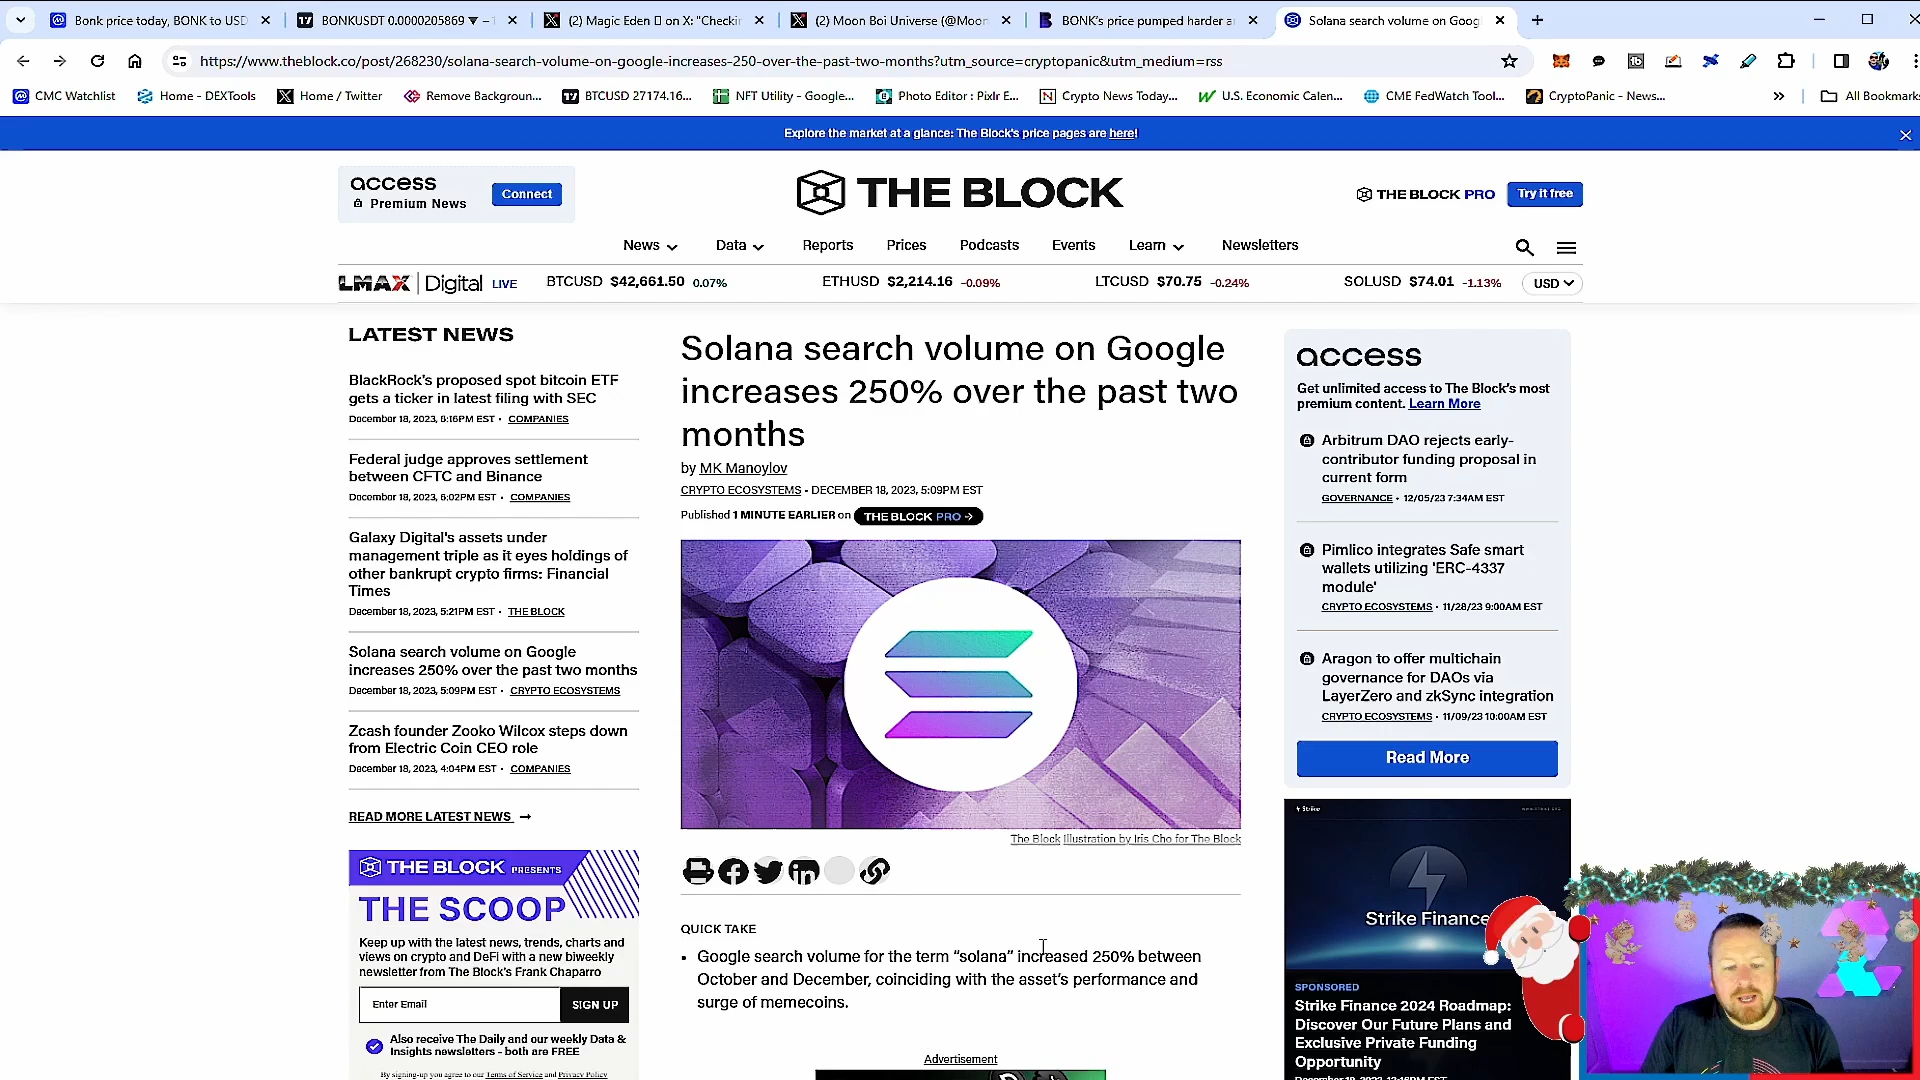 Bonk price today, BONK to USD
BONKUSDT 0.0000205869 ▼ −
(2) Magic Eden on X: "Checki
(2) Moon Boi Universe (@Moon
BONK's price pumped harder a
Solana search volume on Goog
https://www.theblock.co/post/268230/solana-search-volume-on-google-increases-250-over-the-past-two-months?utm_source=cryptopanic&utm_medium=rss
CMC Watchlist
Home - DEXTools
Home / Twitter
Remove Backgroun...
BTCUSD 27174.16...
NFT Utility - Google...
Photo Editor : Pixlr E...
Crypto News Today...
U.S. Economic Calen...
CME FedWatch Tool...
CryptoPanic - News...
»
All Bookmarks
Explore the market at a glance: The Block's price pages are here!
access
Premium News
Connect
THE BLOCK
THE BLOCK PRO
Try it free
News
Data
Reports
Prices
Podcasts
Events
Learn
Newsletters
LMAX Digital LIVE
BTCUSD $42,661.50 0.07%
ETHUSD $2,214.16 -0.09%
LTCUSD $70.75 -0.24%
SOLUSD $74.01 -1.13%
USD
LATEST NEWS
BlackRock's proposed spot bitcoin ETF
gets a ticker in latest filing with SEC
December 18, 2023, 6:16PM EST • COMPANIES
Federal judge approves settlement
between CFTC and Binance
December 18, 2023, 6:02PM EST • COMPANIES
Galaxy Digital's assets under
management triple as it eyes holdings of
other bankrupt crypto firms: Financial
Times
December 18, 2023, 5:21PM EST • THE BLOCK
Solana search volume on Google
increases 250% over the past two months
December 18, 2023, 5:09PM EST • CRYPTO ECOSYSTEMS
Zcash founder Zooko Wilcox steps down
from Electric Coin CEO role
December 18, 2023, 4:04PM EST • COMPANIES
READ MORE LATEST NEWS →
THE BLOCK PRESENTS
THE SCOOP
Keep up with the latest news, trends, charts and
views on crypto and DeFi with a new biweekly
newsletter from The Block's Frank Chaparro
Enter Email
SIGN UP
Also receive The Daily and our weekly Data &
Insights newsletters - both are FREE
By signing-up you agree to our Terms of Service and Privacy Policy
Solana search volume on Google
increases 250% over the past two
months
by MK Manoylov
CRYPTO ECOSYSTEMS • DECEMBER 18, 2023, 5:09PM EST
Published 1 MINUTE EARLIER on THE BLOCK PRO →
The Block Illustration by Iris Cho for The Block
QUICK TAKE
• Google search volume for the term “solana” increased 250% between
October and December, coinciding with the asset's performance and
surge of memecoins.
Advertisement
access
Get unlimited access to The Block's most
premium content. Learn More
Arbitrum DAO rejects early-
contributor funding proposal in
current form
GOVERNANCE • 12/05/23 7:34AM EST
Pimlico integrates Safe smart
wallets utilizing 'ERC-4337
module'
CRYPTO ECOSYSTEMS • 11/28/23 9:00AM EST
Aragon to offer multichain
governance for DAOs via
LayerZero and zkSync integration
CRYPTO ECOSYSTEMS • 11/09/23 10:00AM EST
Read More
Strike
Strike Finance
SPONSORED
Strike Finance 2024 Roadmap:
Discover Our Future Plans and
Exclusive Private Funding
Opportunity